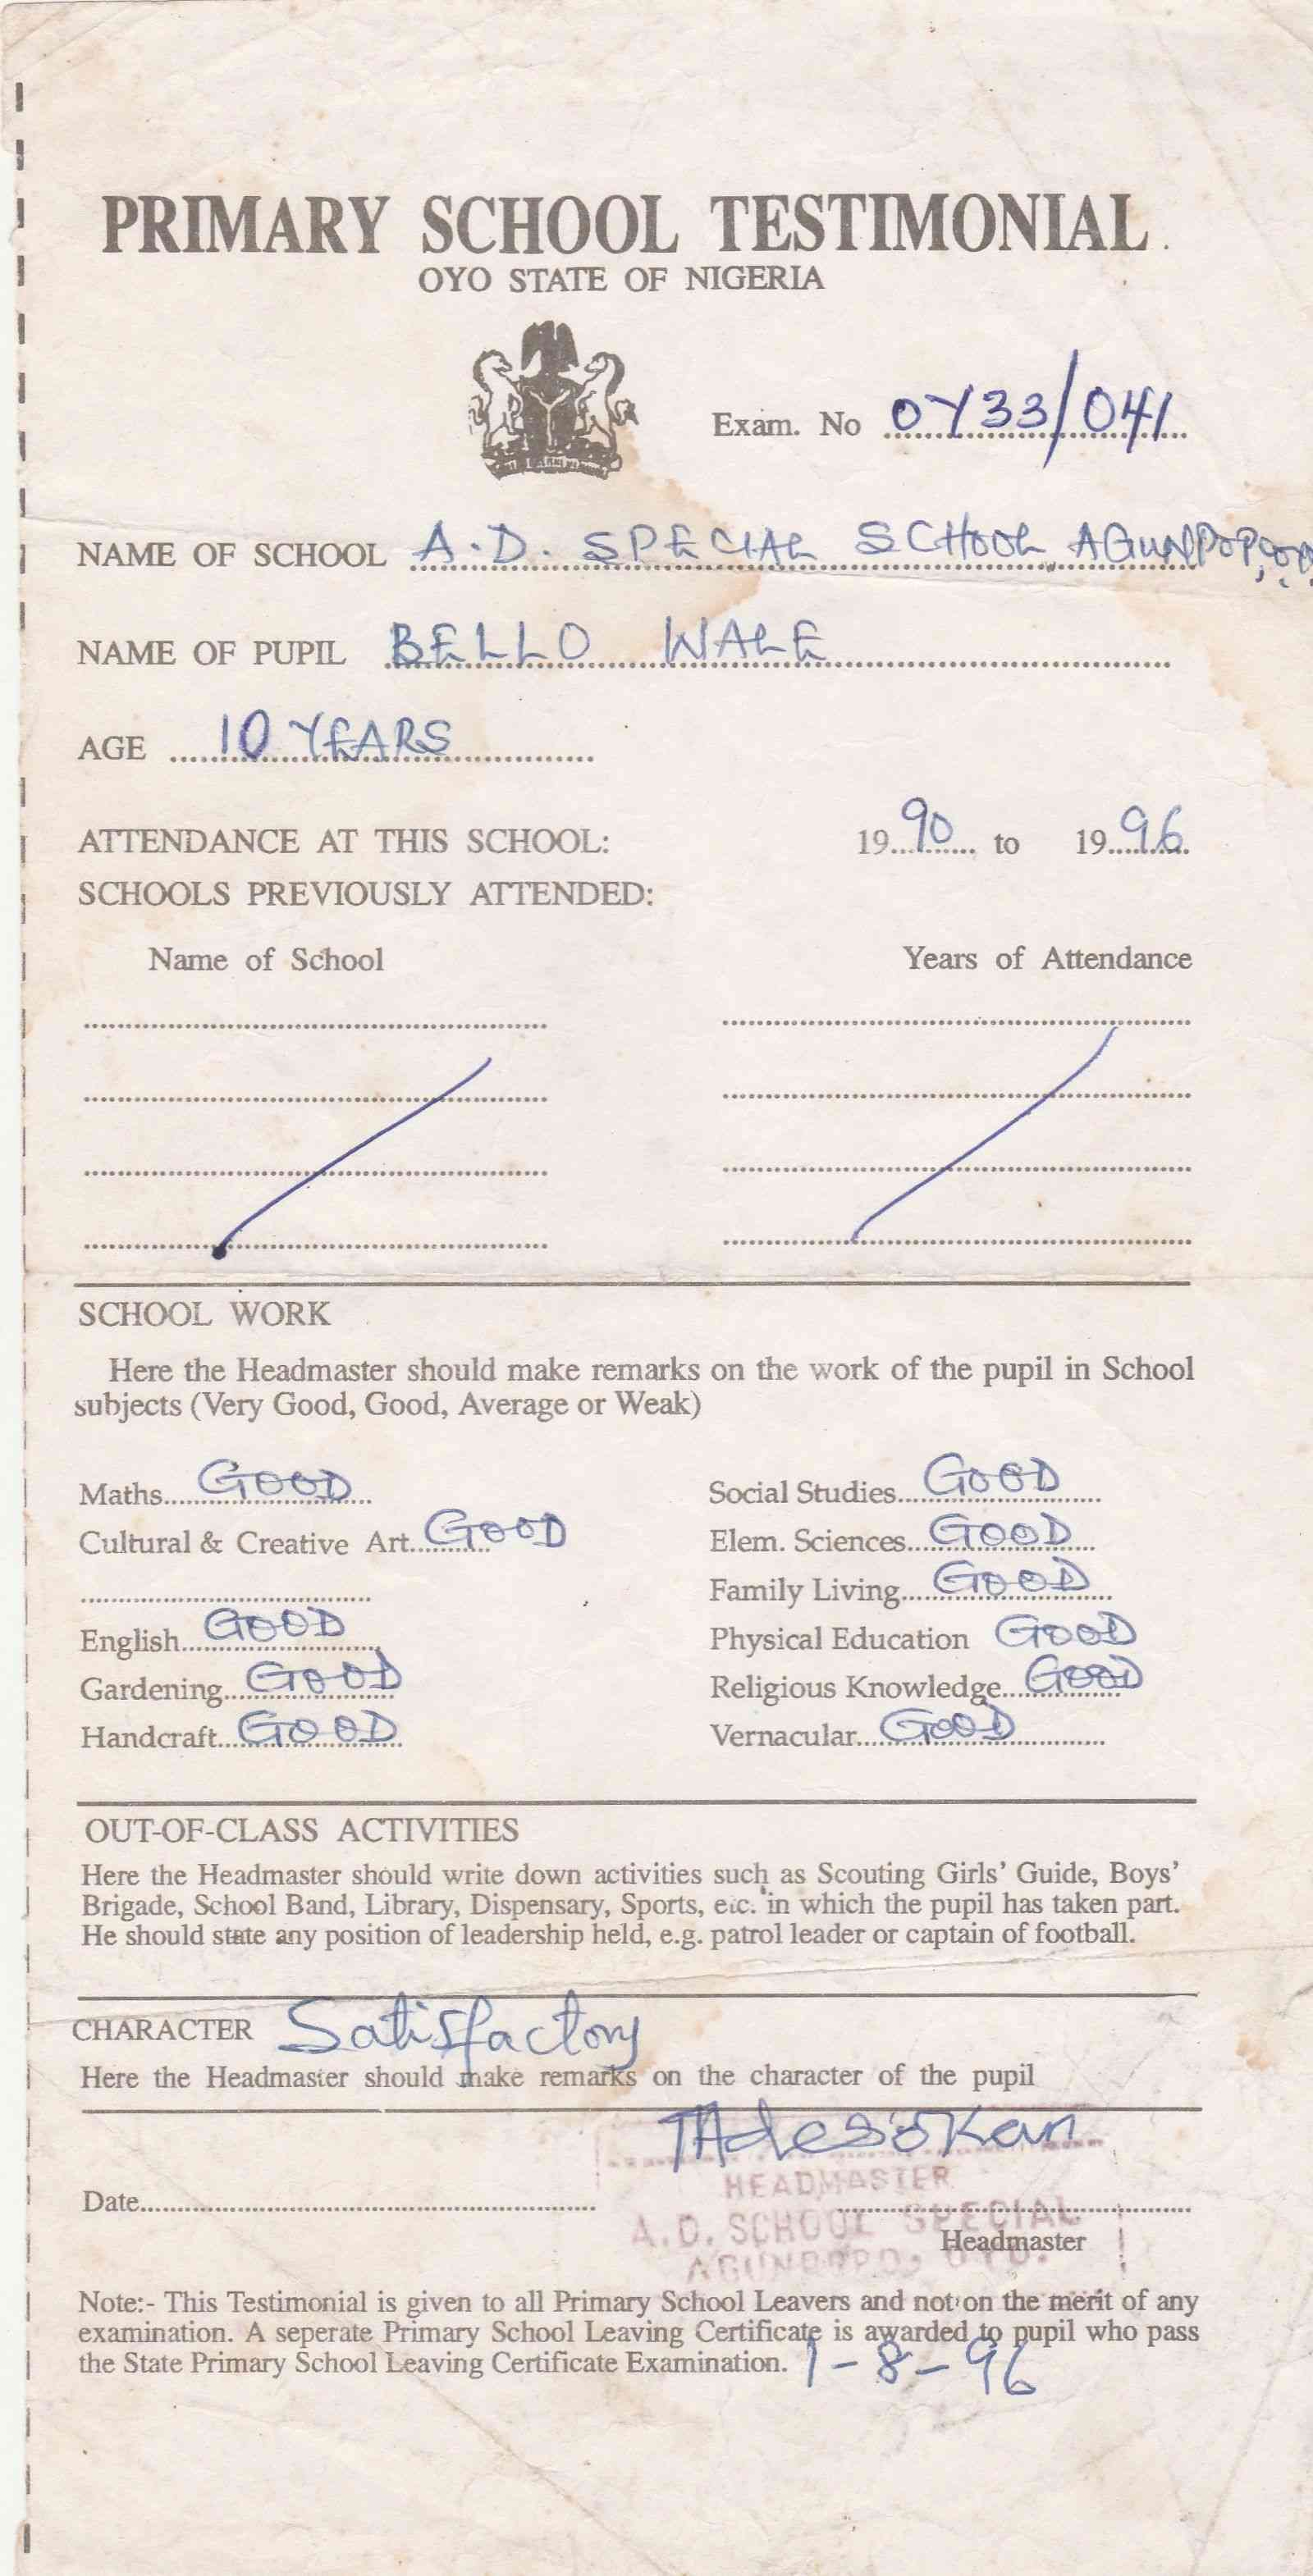 PRIMARY SCHOOL TESTIMONIAL.
OYO STATE OF NIGERIA
Exam. No OY33/041
NAME OF SCHOOL A.D. SPECIAL SCHOOL AGUNPOPO,
NAME OF PUPIL BELLO WALE
AGE 10 YEARS
ATTENDANCE AT THIS SCHOOL: 1990 to 1996
SCHOOLS PREVIOUSLY ATTENDED:
Name of School Years of Attendance
SCHOOL WORK
Here the Headmaster should make remarks on the work of the pupil in School
subjects (Very Good, Good, Average or Weak)
Maths GOOD
Cultural & Creative Art GOOD
English GOOD
Gardening GOOD
Handcraft GOOD
Social Studies GOOD
Elem. Sciences GOOD
Family Living GOOD
Physical Education GOOD
Religious Knowledge GOOD
Vernacular GOOD
OUT-OF-CLASS ACTIVITIES
Here the Headmaster should write down activities such as Scouting Girls' Guide, Boys'
Brigade, School Band, Library, Dispensary, Sports, etc. in which the pupil has taken part.
He should state any position of leadership held, e.g. patrol leader or captain of football.
CHARACTER Satisfactory
Here the Headmaster should make remarks on the character of the pupil
TAdesokan
HEADMASTER
Date
A.D. SCHOOL SPECIAL
Headmaster
AGUNPOPO, OYO.
Note:- This Testimonial is given to all Primary School Leavers and not on the merit of any
examination. A seperate Primary School Leaving Certificate is awarded to pupil who pass
the State Primary School Leaving Certificate Examination. 1-8-96